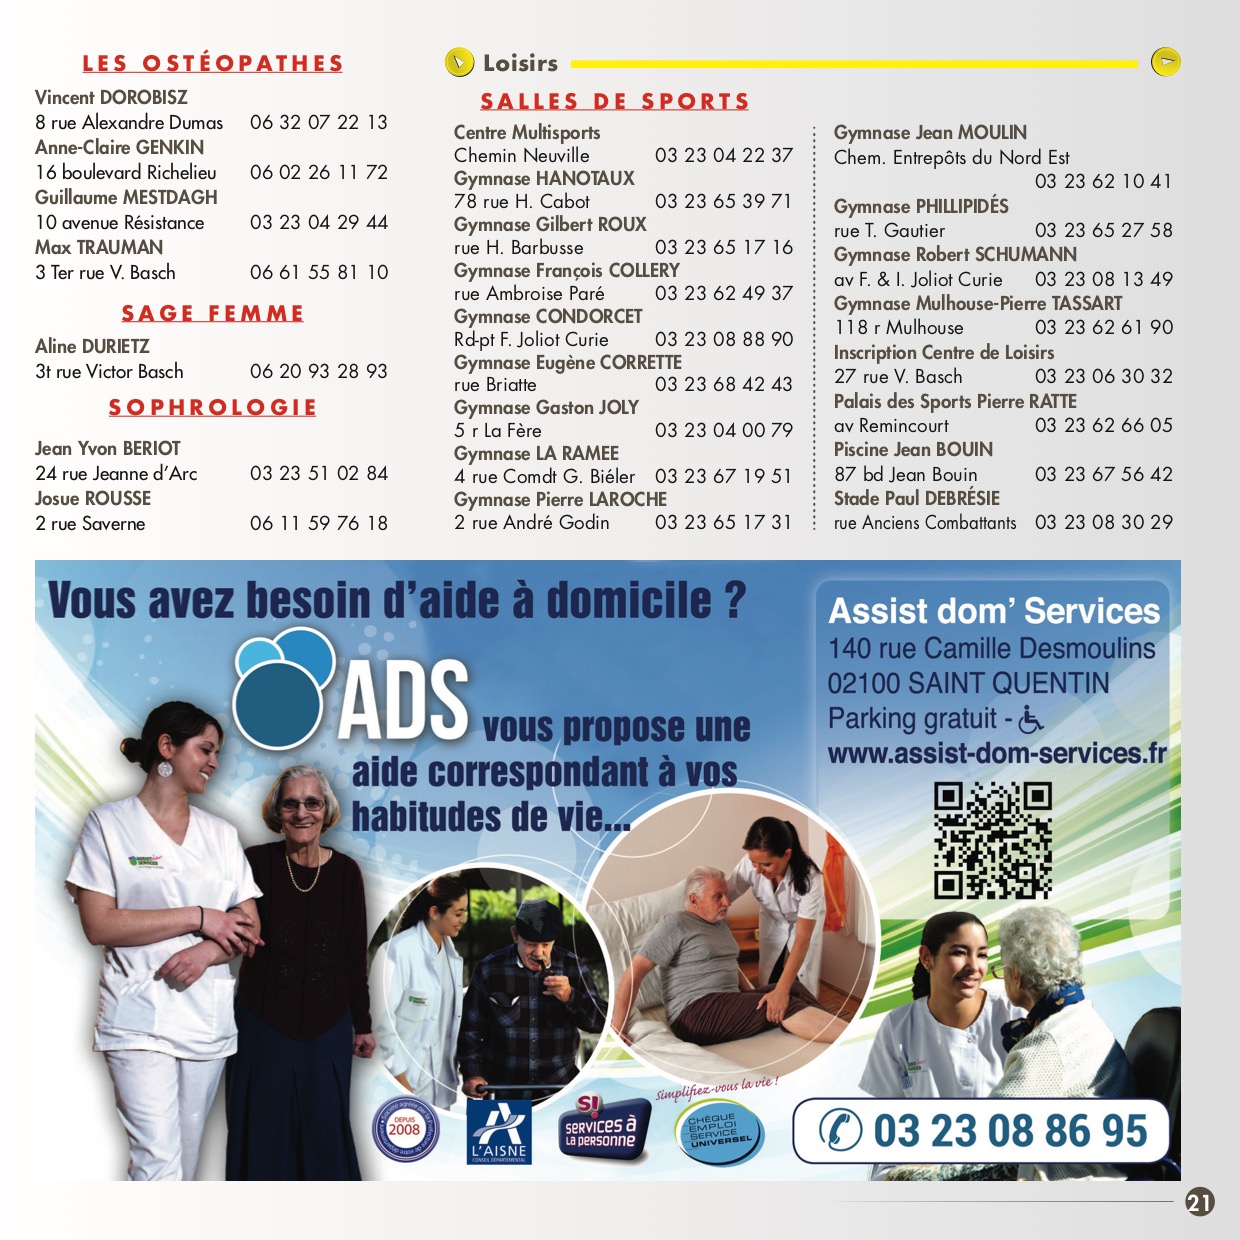 LES OSTÉOPATHES
Vincent DOROBISZ
8 rue Alexandre Dumas 06 32 07 22 13
Anne-Claire GENKIN
16 boulevard Richelieu 06 02 26 11 72
Guillaume MESTDAGH
10 avenue Résistance 03 23 04 29 44
Max TRAUMAN
3 Ter rue V. Basch 06 61 55 81 10
SAGE FEMME
Aline DURIETZ
3t rue Victor Basch 06 20 93 28 93
SOPHROLOGIE
Jean Yvon BERIOT
24 rue Jeanne d'Arc 03 23 51 02 84
Josue ROUSSE
2 rue Saverne 06 11 59 76 18
Loisirs
SALLES DE SPORTS
Centre Multisports
Chemin Neuville 03 23 04 22 37
Gymnase HANOTAUX
78 rue H. Cabot 03 23 65 39 71
Gymnase Gilbert ROUX
rue H. Barbusse 03 23 65 17 16
Gymnase François COLLERY
rue Ambroise Paré 03 23 62 49 37
Gymnase CONDORCET
Rd-pt F. Joliot Curie 03 23 08 88 90
Gymnase Eugène CORRETTE
rue Briatte 03 23 68 42 43
Gymnase Gaston JOLY
5 r La Fère 03 23 04 00 79
Gymnase LA RAMEE
4 rue Comdt G. Biéler 03 23 67 19 51
Gymnase Pierre LAROCHE
2 rue André Godin 03 23 65 17 31
Gymnase Jean MOULIN
Chem. Entrepôts du Nord Est
03 23 62 10 41
Gymnase PHILLIPIDÉS
rue T. Gautier 03 23 65 27 58
Gymnase Robert SCHUMANN
av F. & I. Joliot Curie 03 23 08 13 49
Gymnase Mulhouse-Pierre TASSART
118 r Mulhouse 03 23 62 61 90
Inscription Centre de Loisirs
27 rue V. Basch 03 23 06 30 32
Palais des Sports Pierre RATTE
av Remincourt 03 23 62 66 05
Piscine Jean BOUIN
87 bd Jean Bouin 03 23 67 56 42
Stade Paul DEBRÉSIE
rue Anciens Combattants 03 23 08 30 29
Vous avez besoin d'aide à domicile ?
ADS vous propose une
aide correspondant à vos
habitudes de vie...
Assist dom' Services
140 rue Camille Desmoulins
02100 SAINT QUENTIN
Parking gratuit -
www.assist-dom-services.fr
DEPUIS
2008
L'AISNE
CONSEIL DÉPARTEMENTAL
S!
SERVICES à
La PERSONNE
simplifiez-vous la vie !
CHÈQUE
EMPLOI
SERVICE
UNIVERSEL
03 23 08 86 95
21